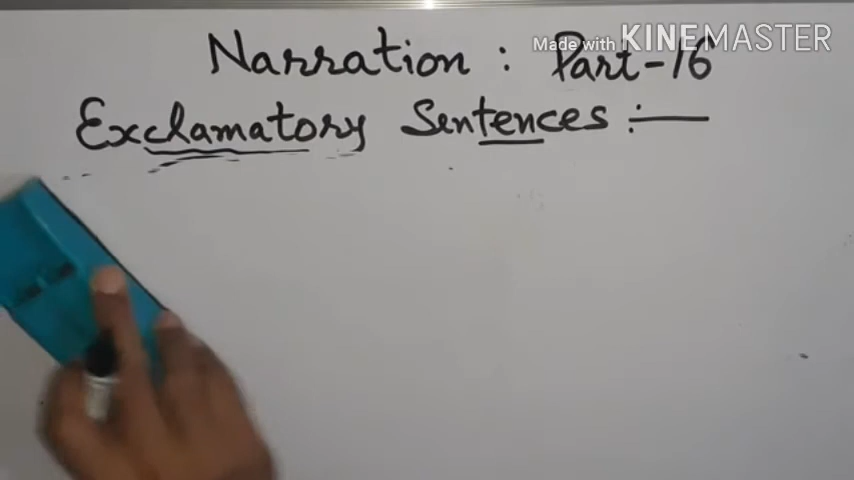 Made with KINEMASTER
Narration : Part-16
Exclamatory Sentences :—